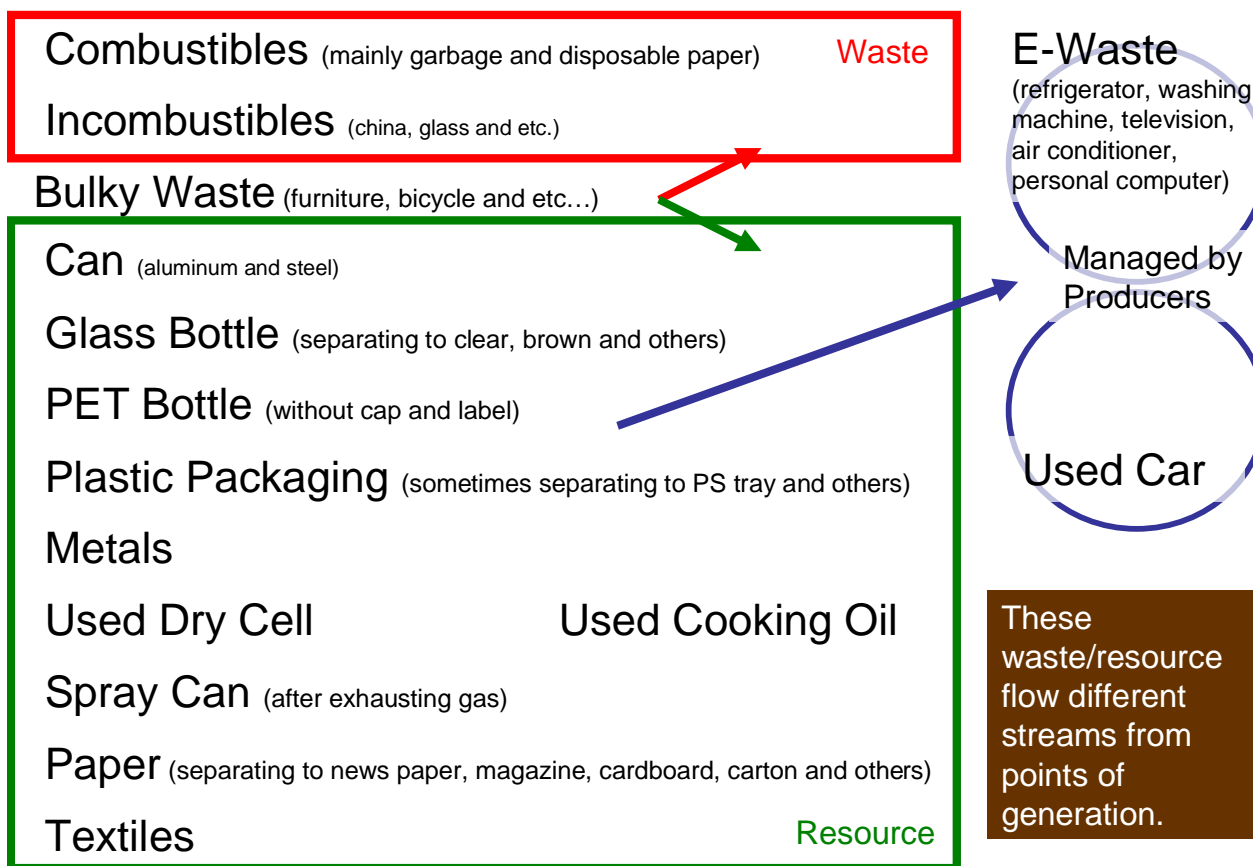 Combustibles (mainly garbage and disposable paper) Waste
Incombustibles (china, glass and etc.)
Bulky Waste (furniture, bicycle and etc…)
Can (aluminum and steel)
Glass Bottle (separating to clear, brown and others)
PET Bottle (without cap and label)
Plastic Packaging (sometimes separating to PS tray and others)
Metals
Used Dry Cell Used Cooking Oil
Spray Can (after exhausting gas)
Paper (separating to news paper, magazine, cardboard, carton and others)
Textiles Resource
E-Waste
(refrigerator, washing
machine, television,
air conditioner,
personal computer)
Managed by
Producers
Used Car
These
waste/resource
flow different
streams from
points of
generation.